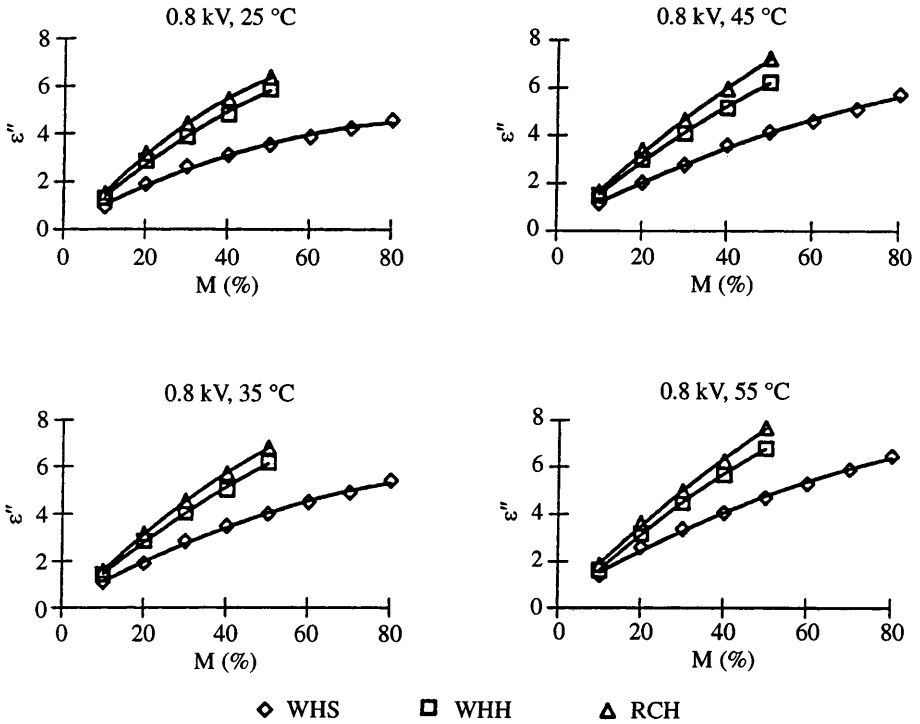 0.8 kV, 25 °C
8
6
4
2
0
ε″
0 20 40 60 80
M (%)
0.8 kV, 45 °C
8
6
4
2
0
ε″
0 20 40 60 80
M (%)
0.8 kV, 35 °C
8
6
4
2
0
ε″
0 20 40 60 80
M (%)
0.8 kV, 55 °C
8
6
4
2
0
ε″
0 20 40 60 80
M (%)
WHS WHH RCH